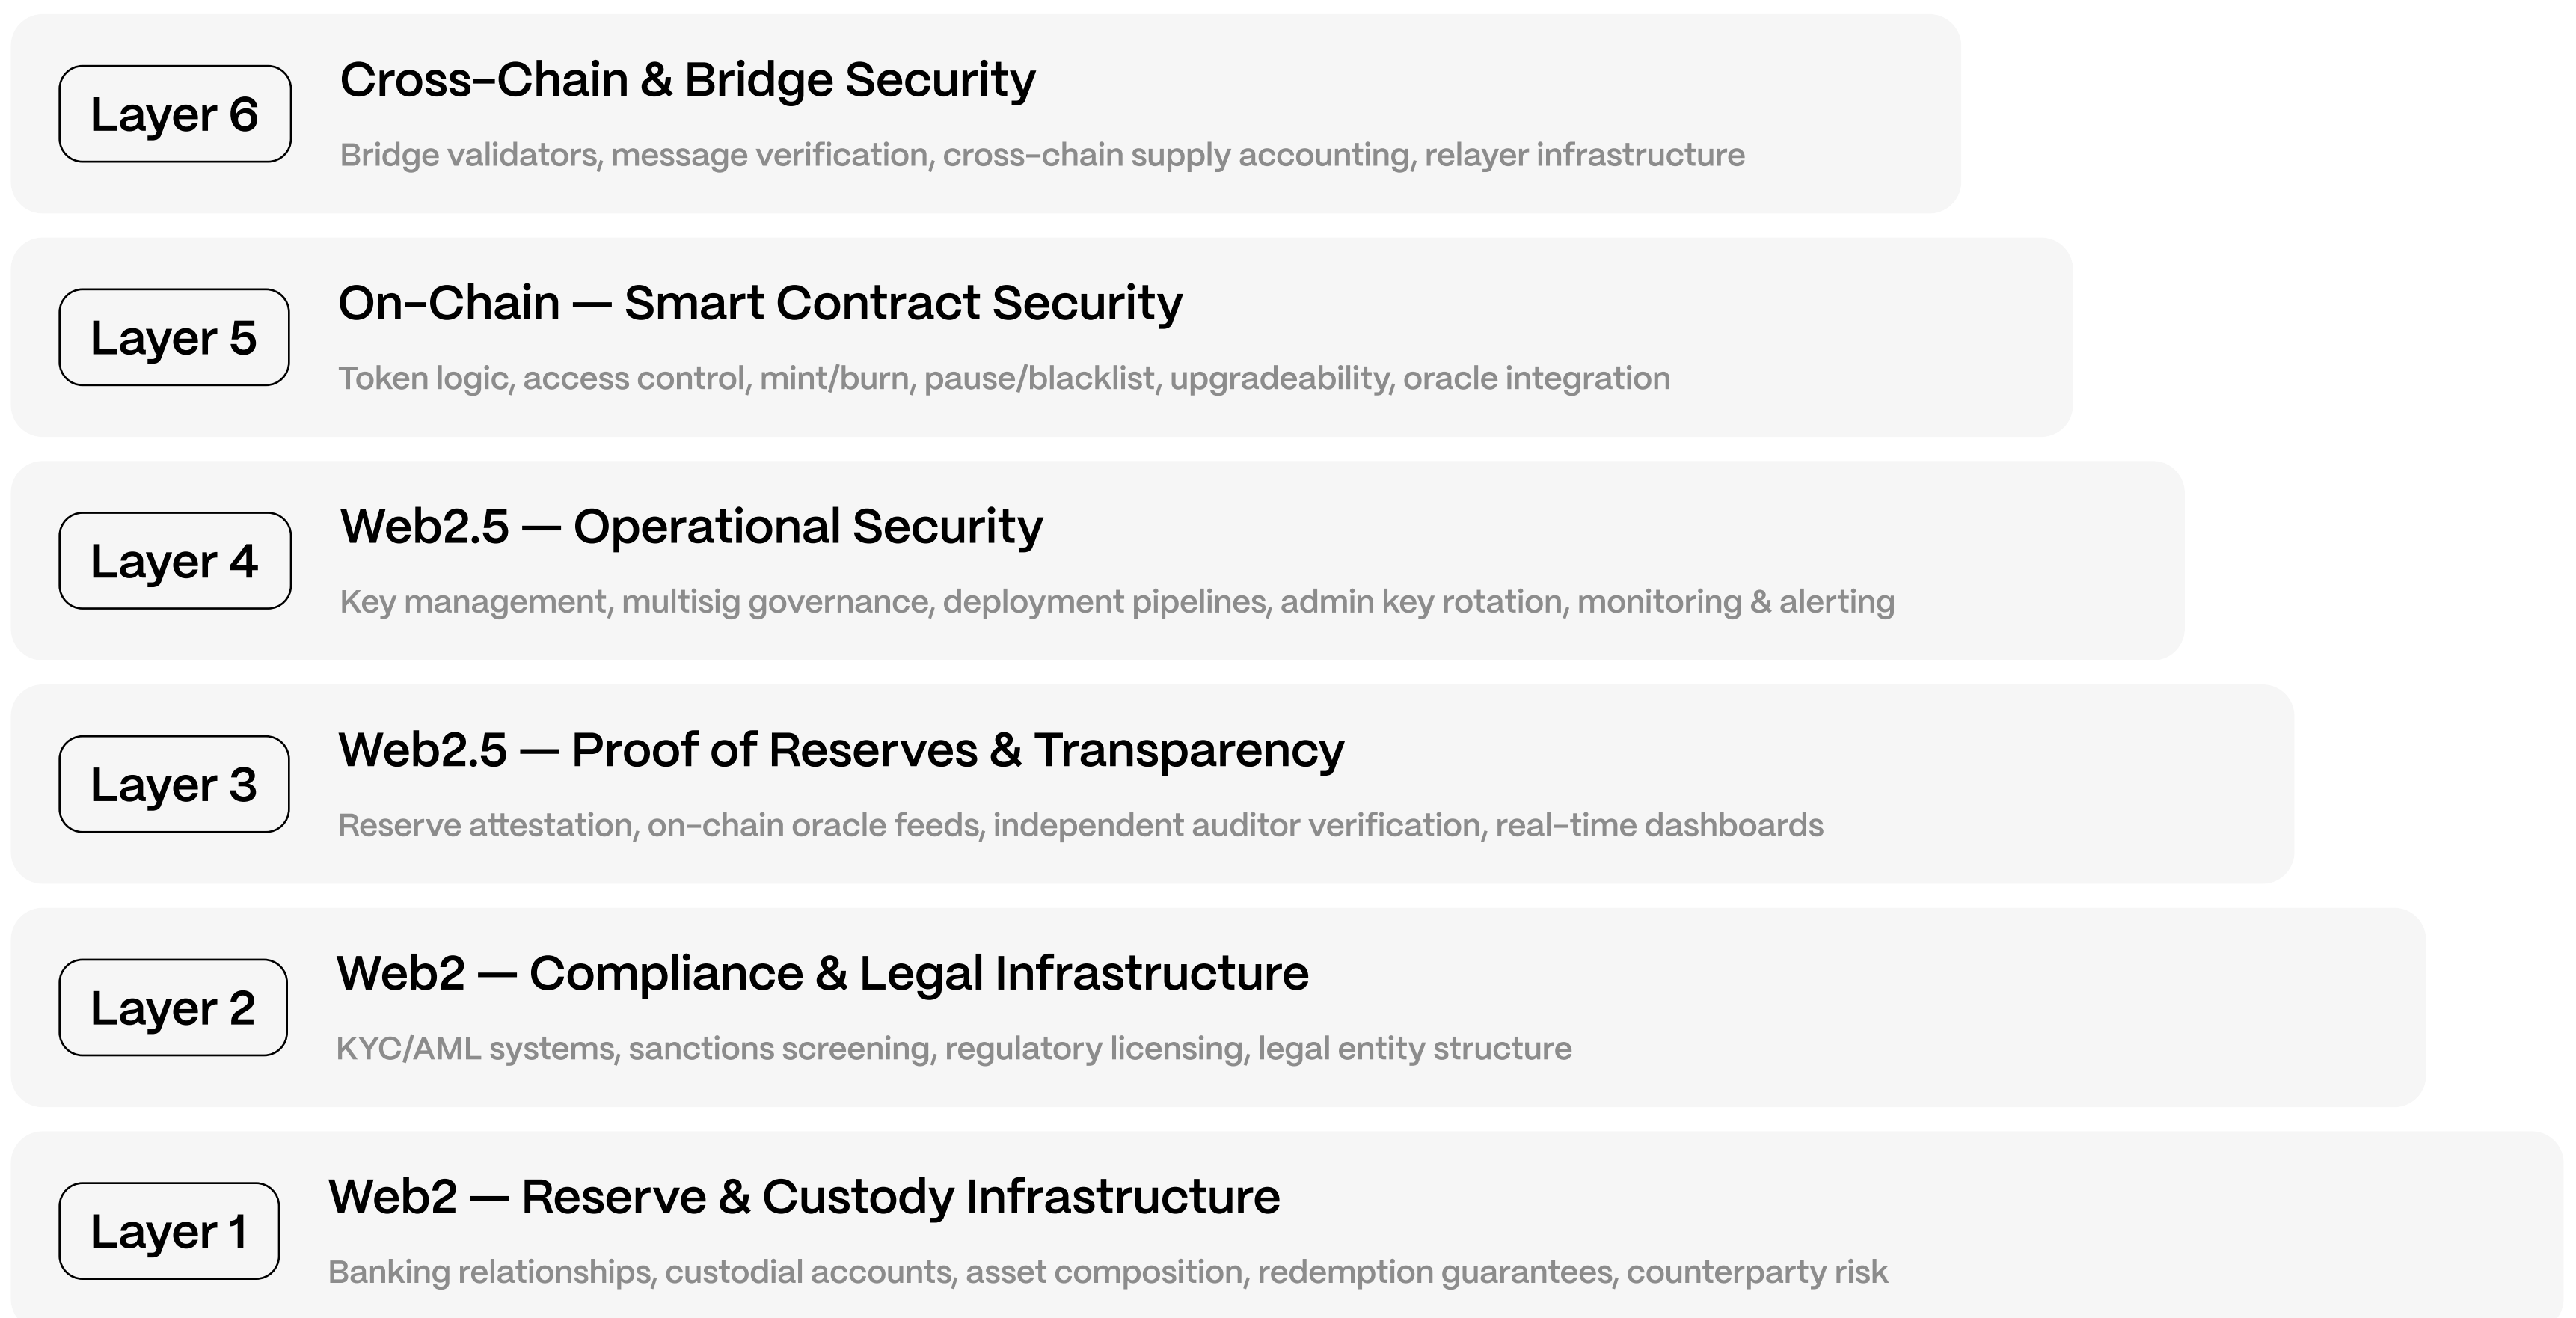 Layer 6
Cross-Chain & Bridge Security
Bridge validators, message verification, cross-chain supply accounting, relayer infrastructure
Layer 5
On-Chain — Smart Contract Security
Token logic, access control, mint/burn, pause/blacklist, upgradeability, oracle integration
Layer 4
Web2.5 — Operational Security
Key management, multisig governance, deployment pipelines, admin key rotation, monitoring & alerting
Layer 3
Web2.5 — Proof of Reserves & Transparency
Reserve attestation, on-chain oracle feeds, independent auditor verification, real-time dashboards
Layer 2
Web2 — Compliance & Legal Infrastructure
KYC/AML systems, sanctions screening, regulatory licensing, legal entity structure
Layer 1
Web2 — Reserve & Custody Infrastructure
Banking relationships, custodial accounts, asset composition, redemption guarantees, counterparty risk